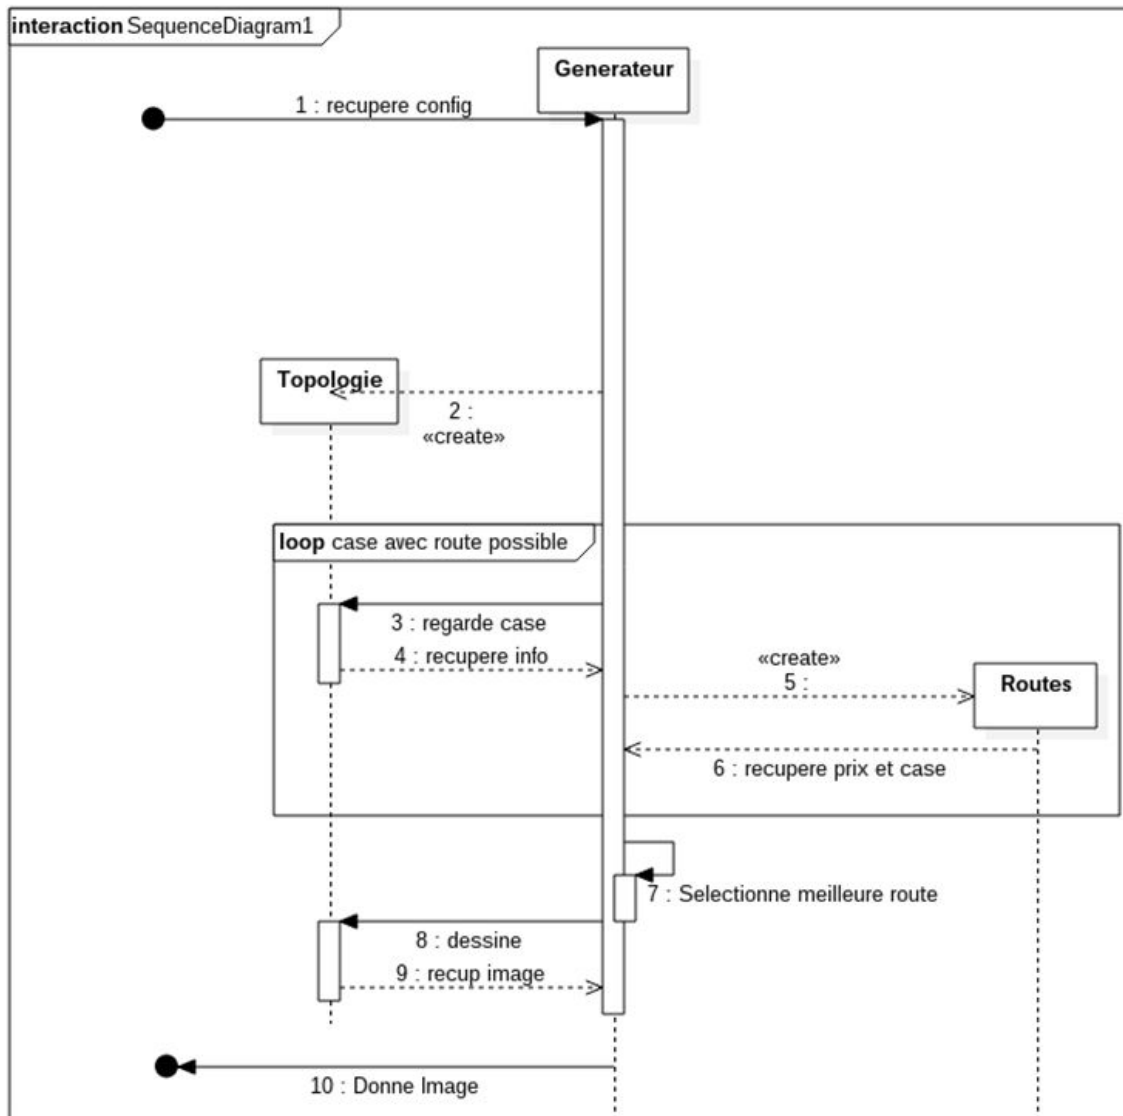 interaction SequenceDiagram1
Generateur
1 : recupere config
Topologie
2 :
«create»
loop case avec route possible
3 : regarde case
4 : recupere info
«create»
5 :
Routes
6 : recupere prix et case
7 : Selectionne meilleure route
8 : dessine
9 : recup image
10 : Donne Image